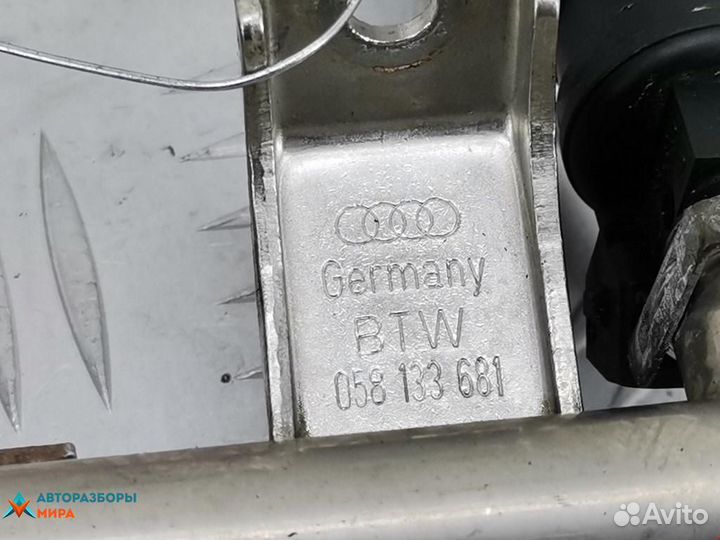 Germany
BTW
058 133 681
АВТОРАЗБОРЫ
МИРА
Avito